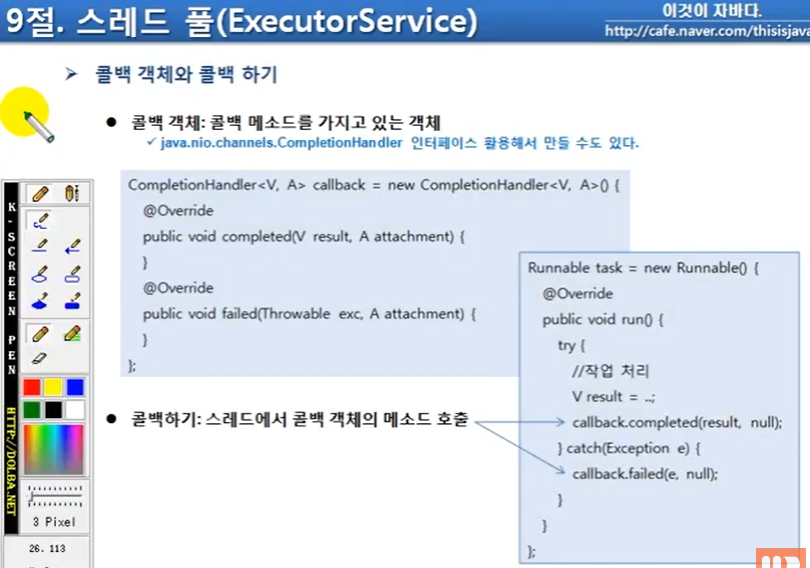 9절. 스레드 풀(ExecutorService)
이것이 자바다.
http://cafe.naver.com/thisisjava
➢ 콜백 객체와 콜백 하기
● 콜백 객체: 콜백 메소드를 가지고 있는 객체
✓ java.nio.channels.CompletionHandler 인터페이스 활용해서 만들 수도 있다.
CompletionHandler<V, A> callback = new CompletionHandler<V, A>() {
@Override
public void completed(V result, A attachment) {
}
@Override
public void failed(Throwable exc, A attachment) {
}
};
● 콜백하기: 스레드에서 콜백 객체의 메소드 호출
Runnable task = new Runnable() {
@Override
public void run() {
try {
//작업 처리
V result = ..;
callback.completed(result, null);
} catch(Exception e) {
callback.failed(e, null);
}
}
};
K-SCREEN PEN
HTTP://DOLBA.NET
3 Pixel
26. 113